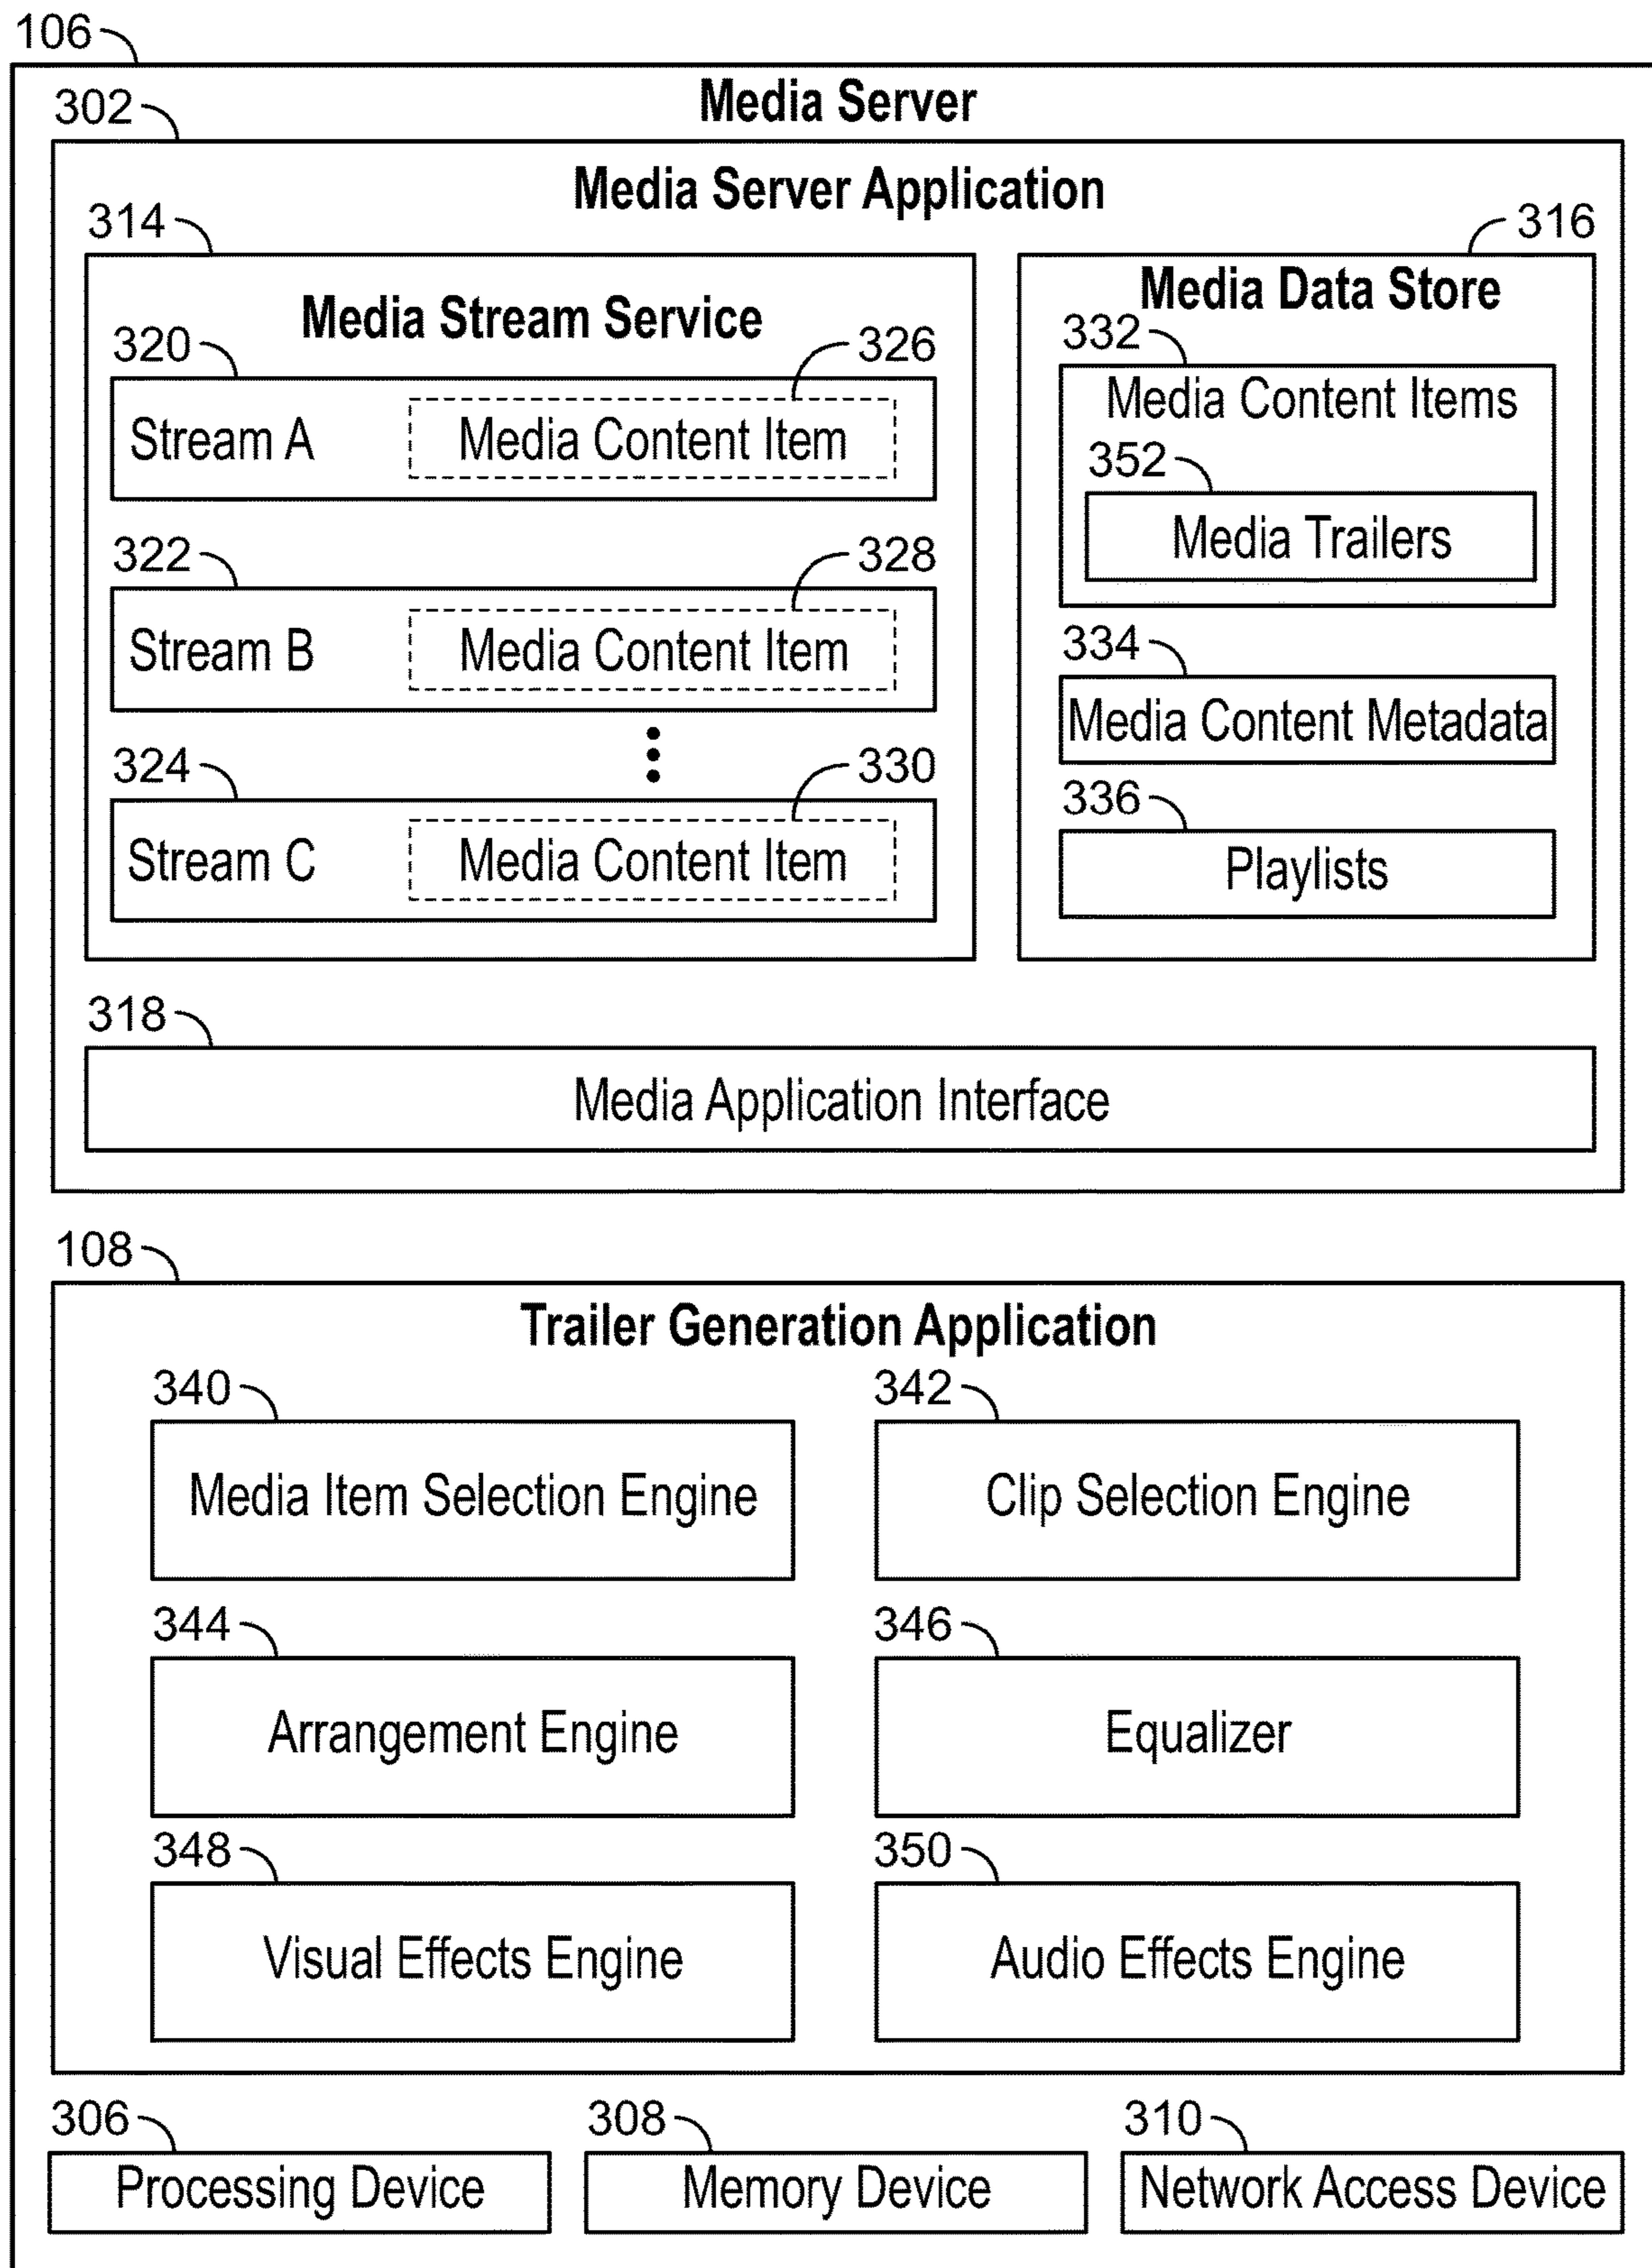 106
Media Server
302
Media Server Application
314
316
Media Stream Service
Media Data Store
320
326
Stream A
Media Content Item
322
328
Stream B
Media Content Item
324
330
Stream C
Media Content Item
332
Media Content Items
352
Media Trailers
334
Media Content Metadata
336
Playlists
318
Media Application Interface
108
Trailer Generation Application
340
342
Media Item Selection Engine
Clip Selection Engine
344
346
Arrangement Engine
Equalizer
348
350
Visual Effects Engine
Audio Effects Engine
306
308
310
Processing Device
Memory Device
Network Access Device